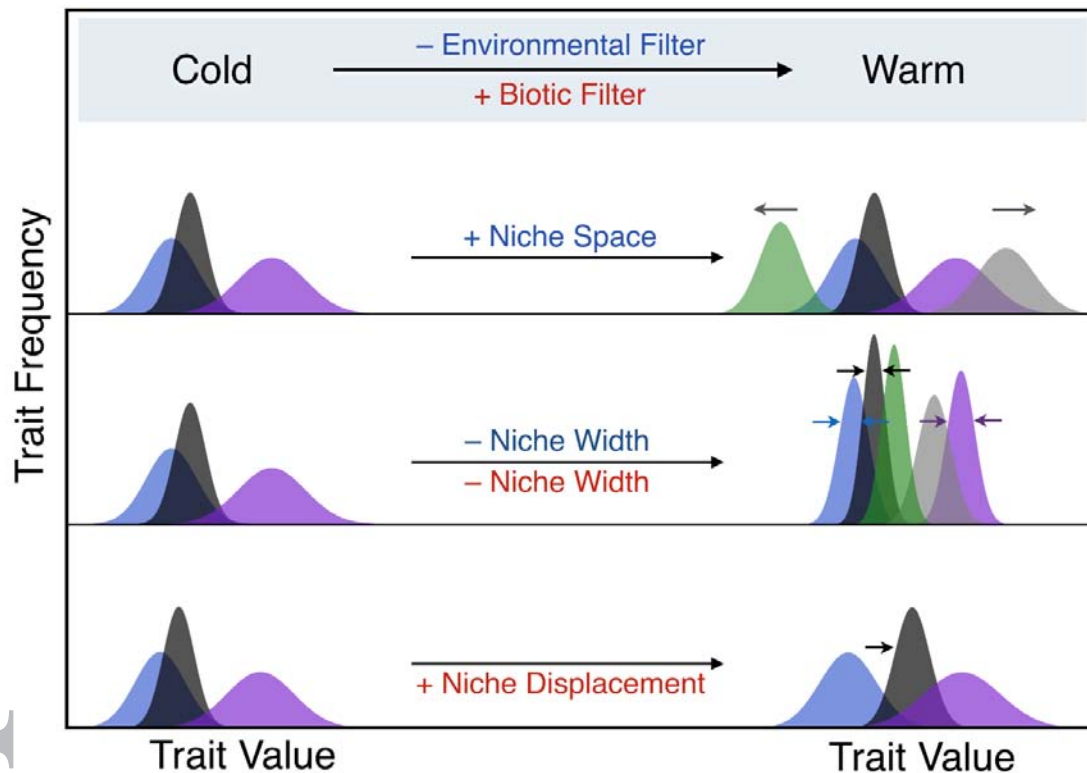 – Environmental Filter
Cold
Warm
+ Biotic Filter
Trait Frequency
+ Niche Space
– Niche Width
– Niche Width
+ Niche Displacement
Trait Value
Trait Value